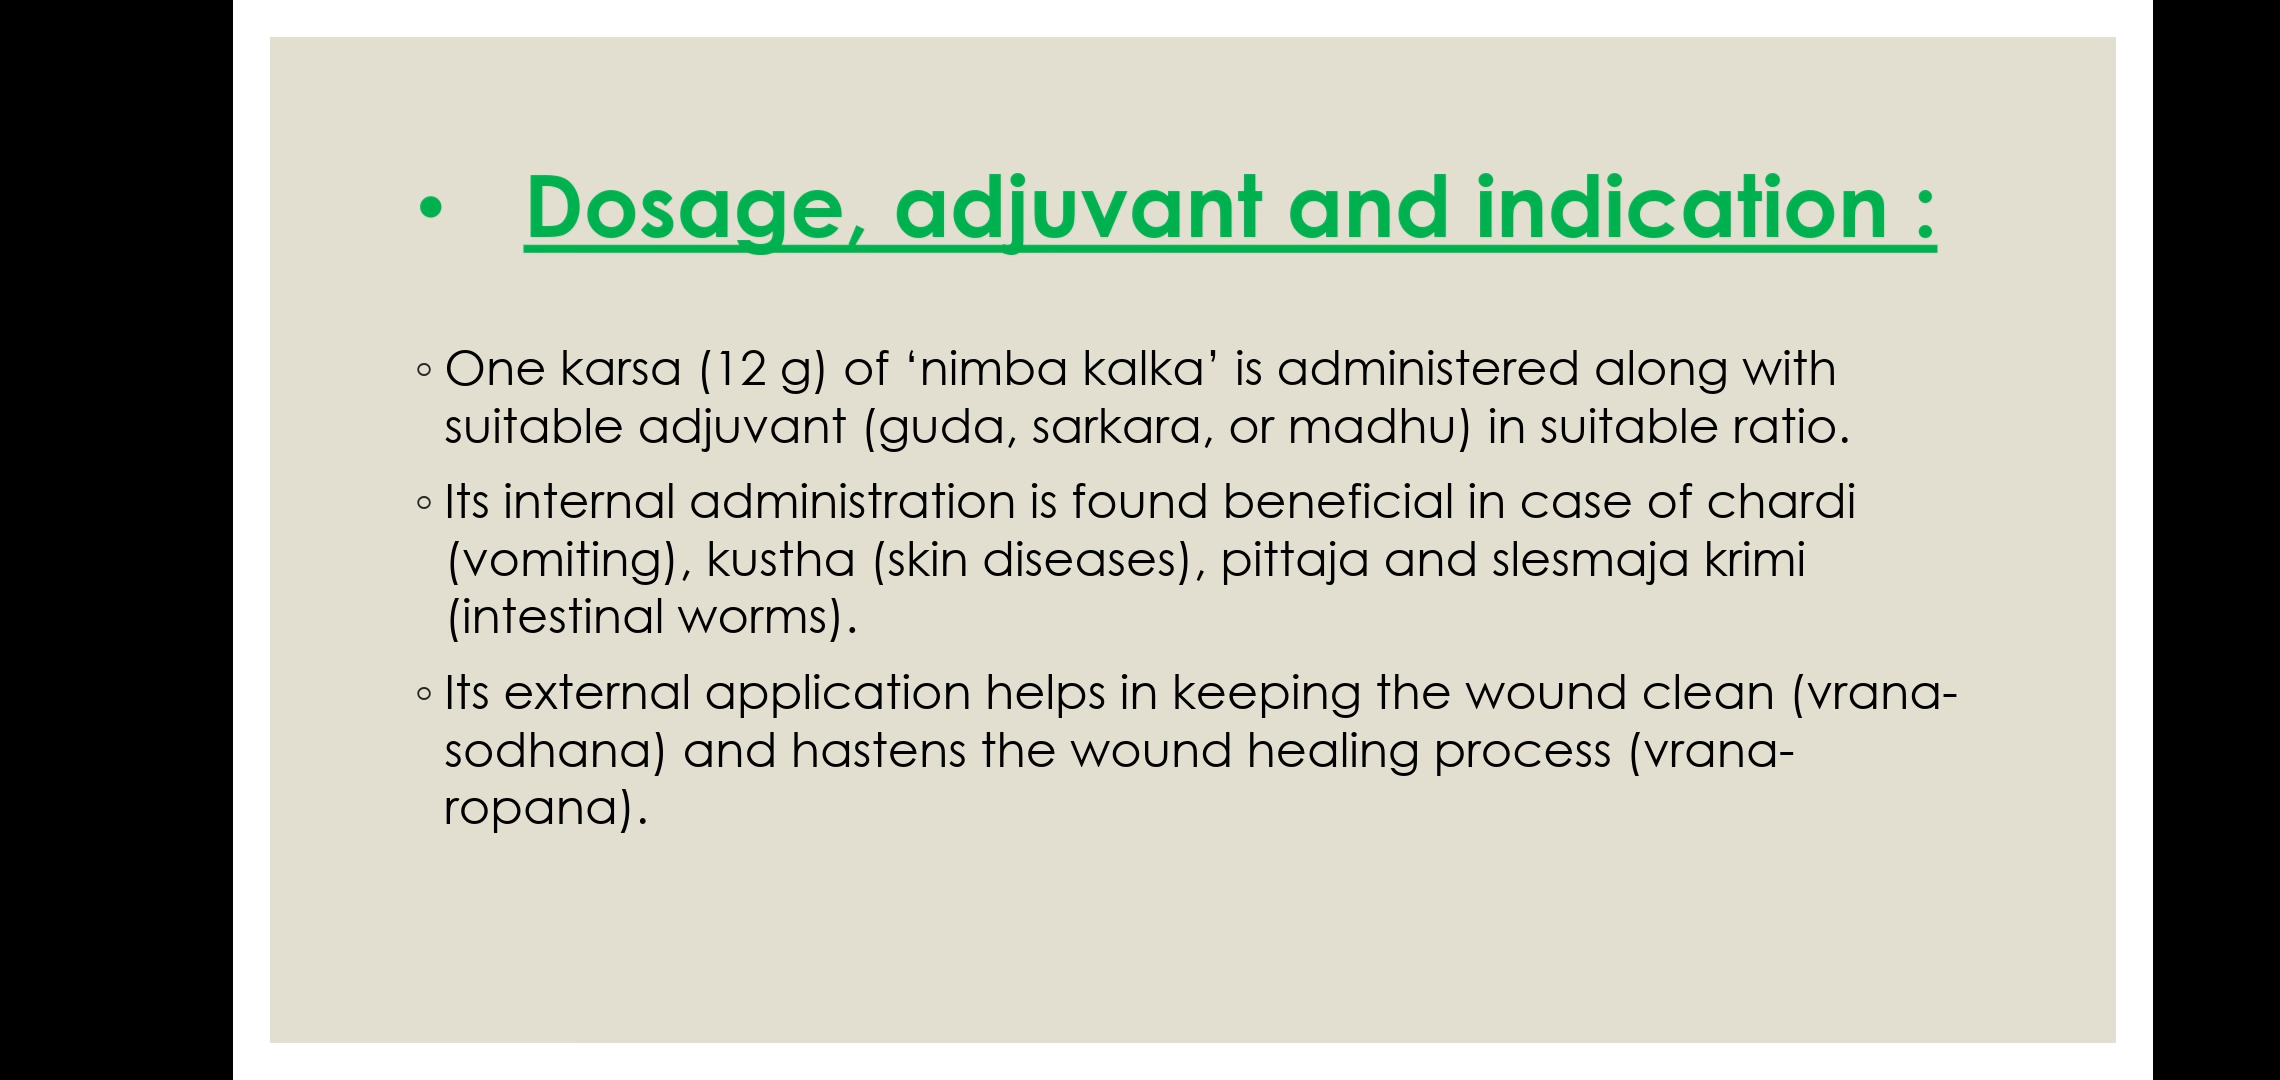 • Dosage, adjuvant and indication :
◦ One karsa (12 g) of ‘nimba kalka’ is administered along with
suitable adjuvant (guda, sarkara, or madhu) in suitable ratio.
◦ Its internal administration is found beneficial in case of chardi
(vomiting), kustha (skin diseases), pittaja and slesmaja krimi
(intestinal worms).
◦ Its external application helps in keeping the wound clean (vrana-
sodhana) and hastens the wound healing process (vrana-
ropana).